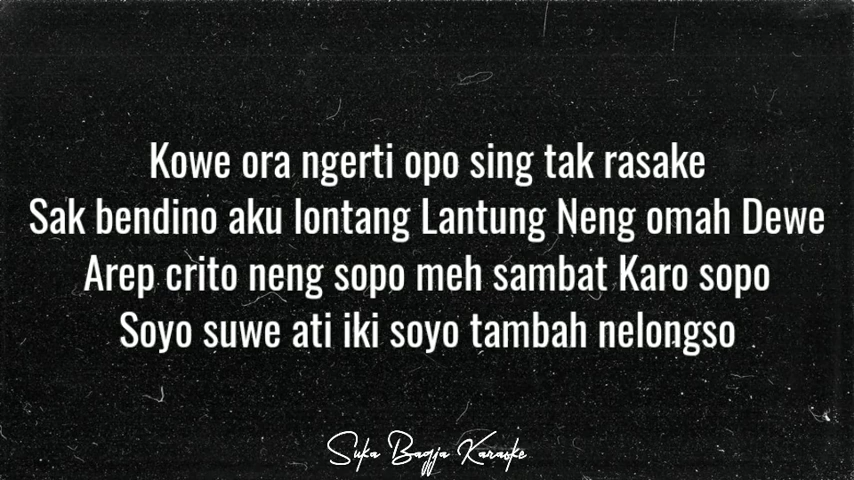 Kowe ora ngerti opo sing tak rasake
Sak bendino aku lontang Lantung Neng omah Dewe
Arep crito neng sopo meh sambat Karo sopo
Soyo suwe ati iki soyo tambah nelongso
Suka Bagja Karaoke